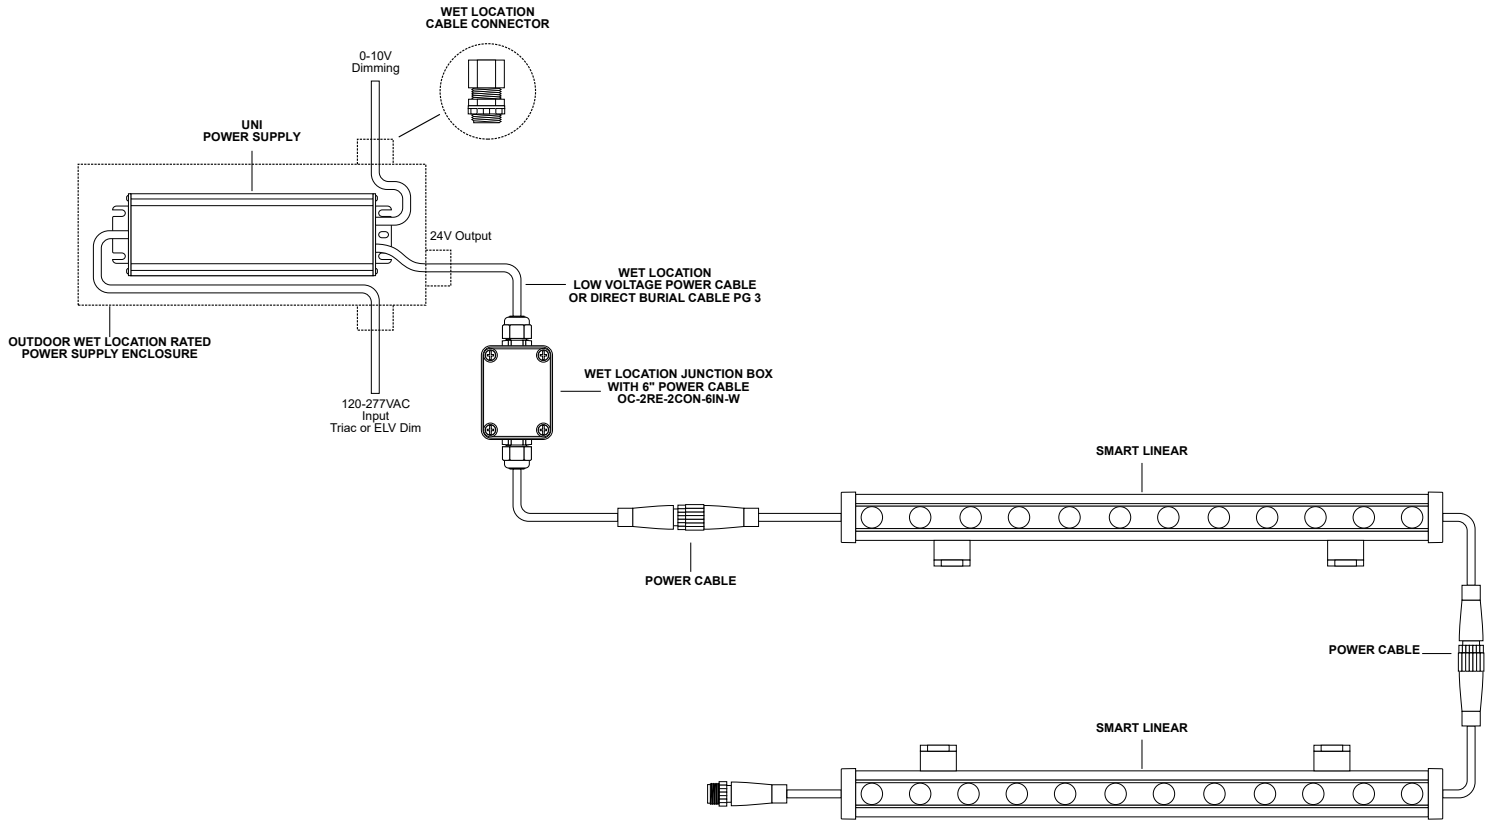 WET LOCATION
CABLE CONNECTOR
0-10V
Dimming
UNI
POWER SUPPLY
24V Output
WET LOCATION
LOW VOLTAGE POWER CABLE
OR DIRECT BURIAL CABLE PG 3
OUTDOOR WET LOCATION RATED
POWER SUPPLY ENCLOSURE
WET LOCATION JUNCTION BOX
WITH 6" POWER CABLE
OC-2RE-2CON-6IN-W
120-277VAC
Input
Triac or ELV Dim
SMART LINEAR
POWER CABLE
POWER CABLE
SMART LINEAR